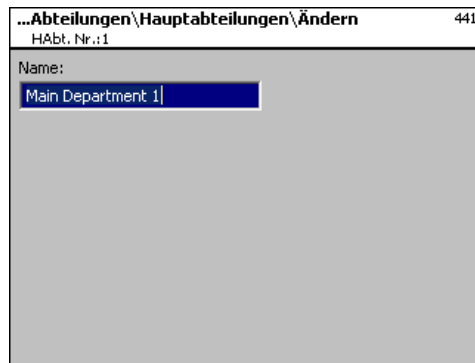 ...Abteilungen\Hauptabteilungen\Ändern 441
HAbt. Nr.:1
Name:
Main Department 1